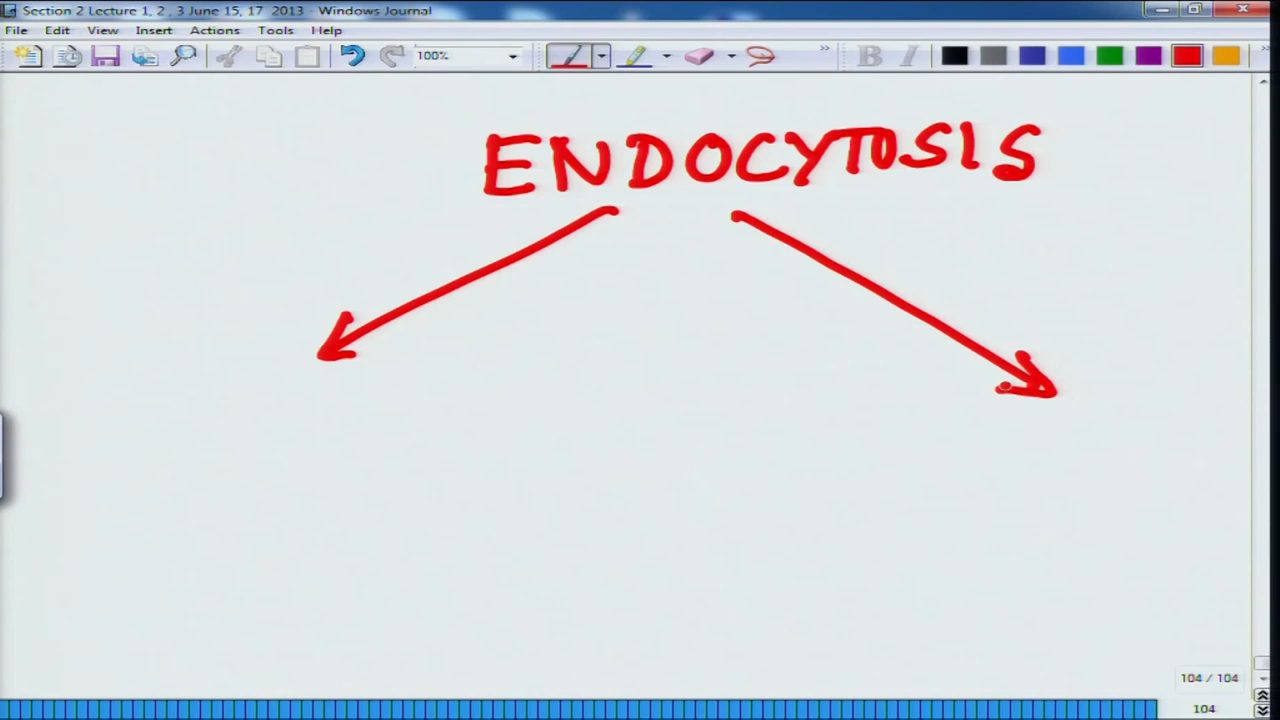 Section 2 Lecture 1, 2 , 3 June 15, 17 2013 - Windows Journal
File Edit View Insert Actions Tools Help
100%
B I
ENDOCYTOSIS
104 / 104
104